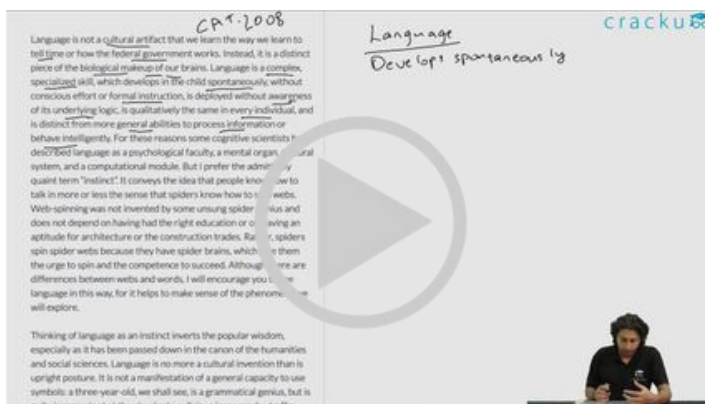 CAT-2008
cracku
Language
Develops spontaneously
Language is not a cultural artifact that we learn the way we learn to
tell time or how the federal government works. Instead, it is a distinct
piece of the biological makeup of our brains. Language is a complex,
specialized skill, which develops in the child spontaneously, without
conscious effort or formal instruction, is deployed without awareness
of its underlying logic, is qualitatively the same in every individual, and
is distinct from more general abilities to process information or
behave intelligently. For these reasons some cognitive scientists
described language as a psychological faculty, a mental organ,
system, and a computational module. But I prefer the
quaint term "instinct". It conveys the idea that people know to
talk in more or less the sense that spiders know how to webs.
Web-spinning was not invented by some unsung spider and
does not depend on having had the right education or on an
aptitude for architecture or the construction trades. spiders
spin spider webs because they have spider brains, which them
the urge to spin and the competence to succeed. Although are
differences between webs and words, I will encourage you
language in this way, for it helps to make sense of the
will explore.
Thinking of language as an instinct inverts the popular wisdom,
especially as it has been passed down in the canon of the humanities
and social sciences. Language is no more a cultural invention than is
upright posture. It is not a manifestation of a general capacity to use
symbols: a three-year-old, we shall see, is a grammatical genius, but is